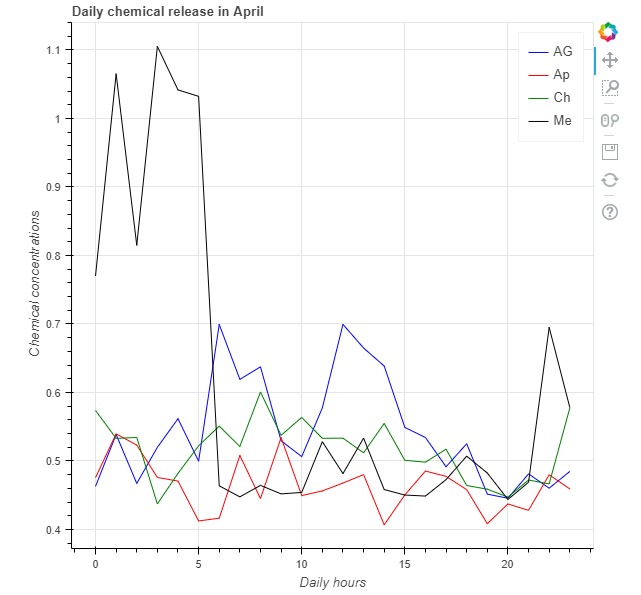 Daily chemical release in April
AG
Ap
Ch
Me
Chemical concentrations
1.1
1
0.9
0.8
0.7
0.6
0.5
0.4
0
5
10
15
20
Daily hours